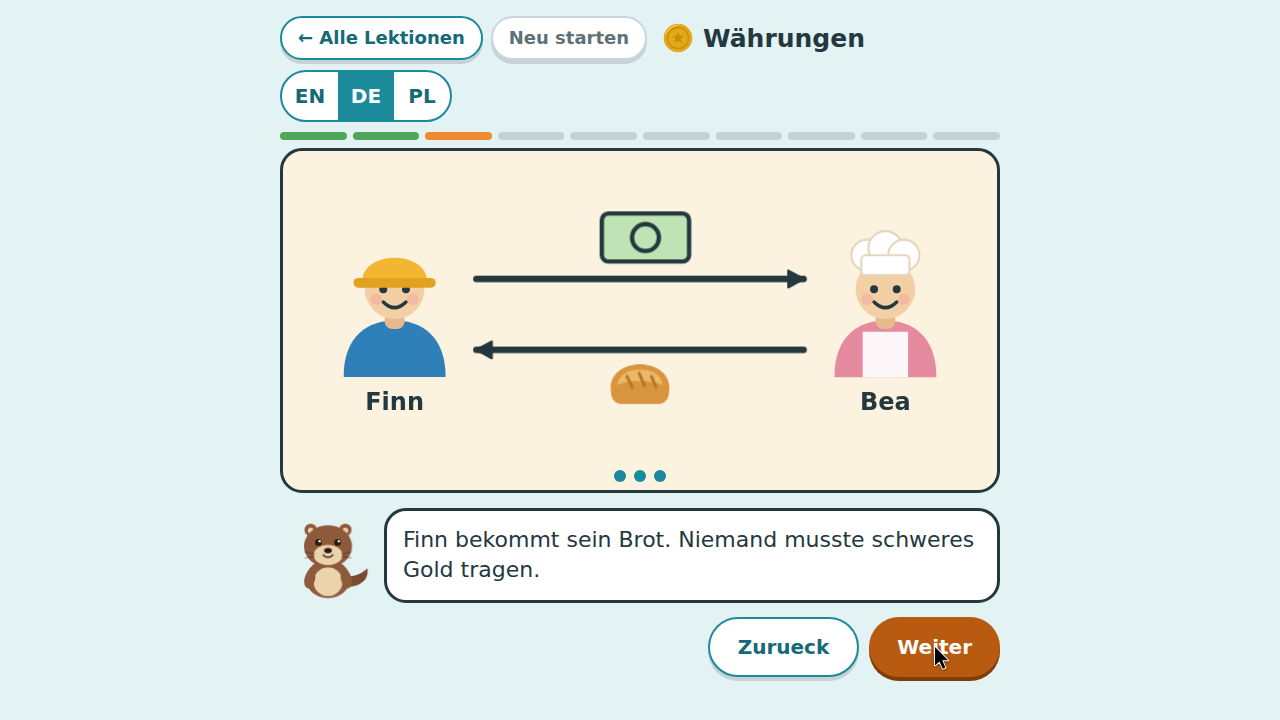 ← Alle Lektionen
Neu starten
Währungen
EN DE PL
Finn
Bea
Finn bekommt sein Brot. Niemand musste schweres
Gold tragen.
Zurueck
Weiter